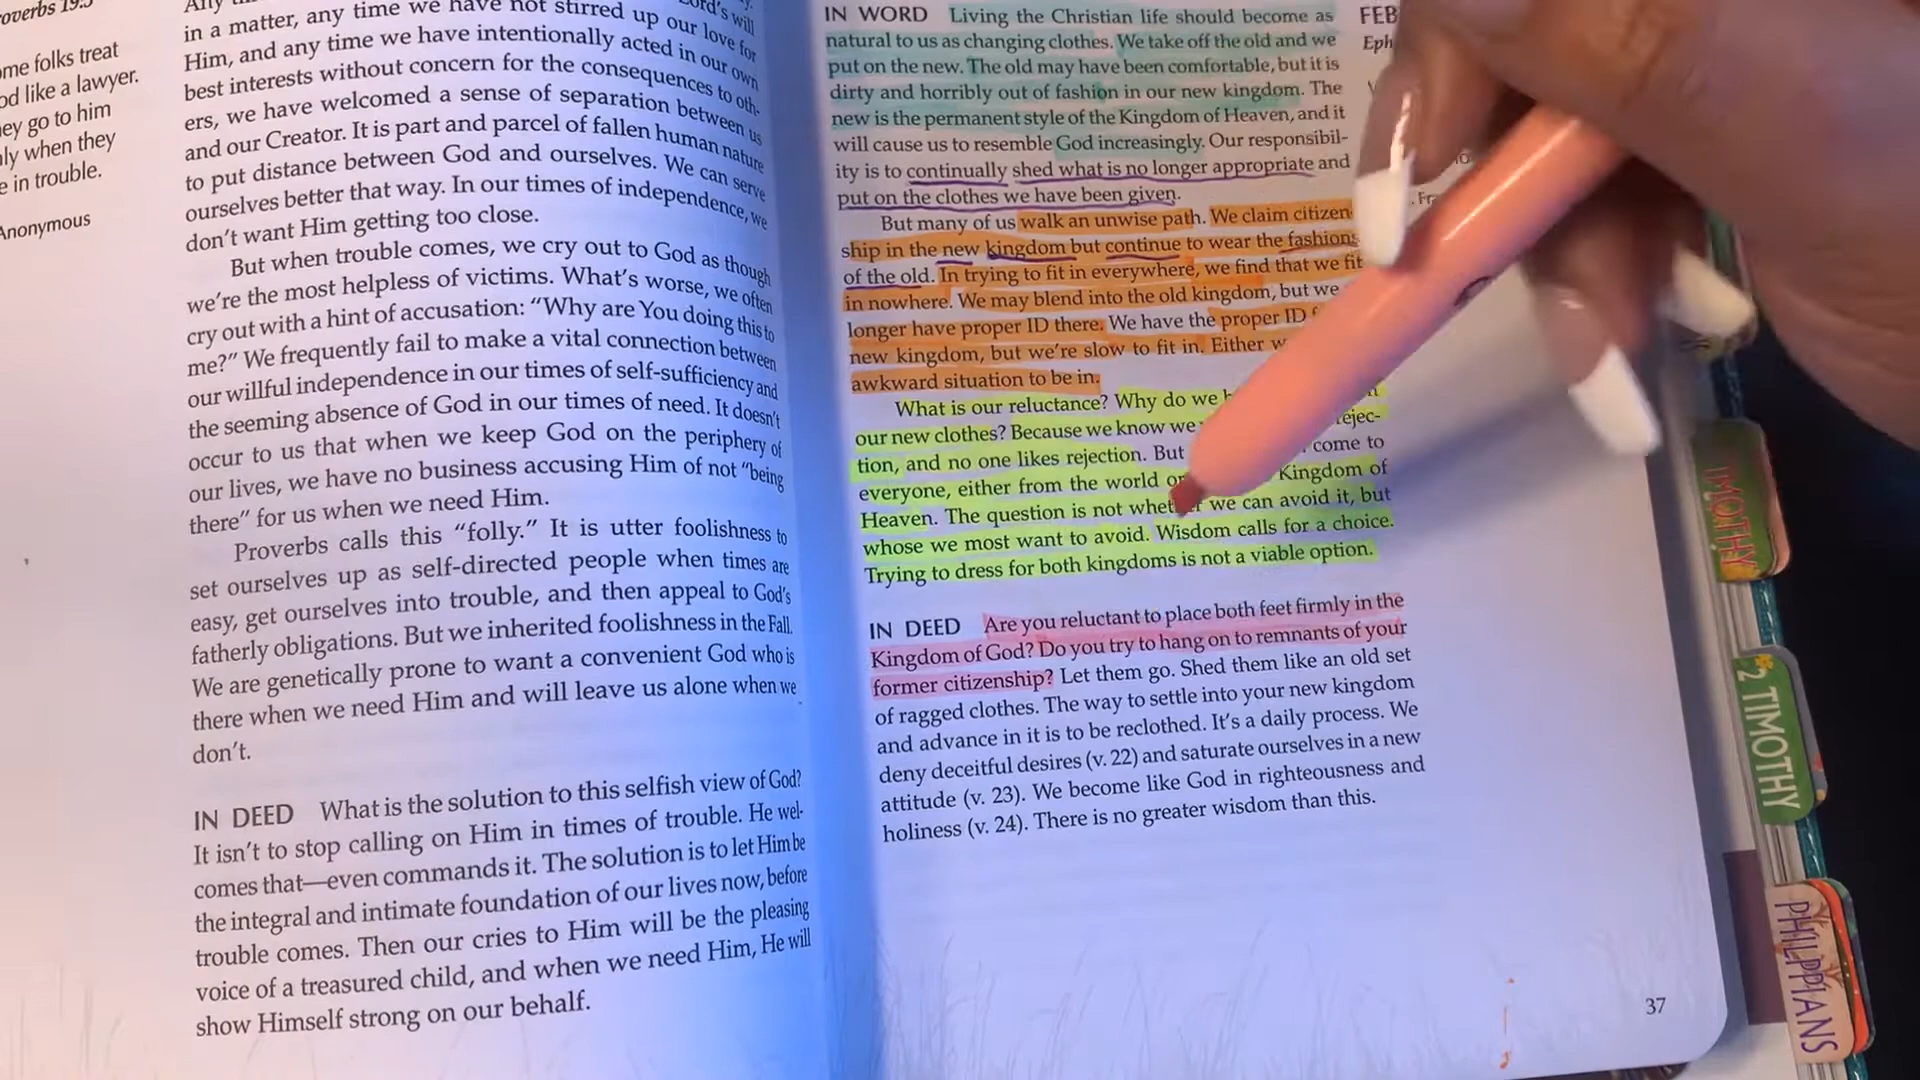 overbs 19:3
ome folks treat
od like a lawyer.
ey go to him
nly when they
e in trouble.
Anonymous
Any
ord's will
in a matter, any time we have not stirred up our love for
Him, and any time we have intentionally acted in our own
best interests without concern for the consequences to oth-
ers, we have welcomed a sense of separation between us
and our Creator. It is part and parcel of fallen human nature
to put distance between God and ourselves. We can serve
ourselves better that way. In our times of independence, we
don't want Him getting too close.
But when trouble comes, we cry out to God as though
we're the most helpless of victims. What's worse, we often
cry out with a hint of accusation: "Why are You doing this to
me?" We frequently fail to make a vital connection between
our willful independence in our times of self-sufficiency and
the seeming absence of God in our times of need. It doesn't
occur to us that when we keep God on the periphery of
our lives, we have no business accusing Him of not "being
there" for us when we need Him.
Proverbs calls this "folly." It is utter foolishness to
set ourselves up as self-directed people when times are
easy, get ourselves into trouble, and then appeal to God's
fatherly obligations. But we inherited foolishness in the Fall.
We are genetically prone to want a convenient God who is
there when we need Him and will leave us alone when we
don't.
IN DEED What is the solution to this selfish view of God?
It isn't to stop calling on Him in times of trouble. He wel-
comes that—even commands it. The solution is to let Him be
the integral and intimate foundation of our lives now, before
trouble comes. Then our cries to Him will be the pleasing
voice of a treasured child, and when we need Him, He will
show Himself strong on our behalf.
IN WORD Living the Christian life should become as
natural to us as changing clothes. We take off the old and we
put on the new. The old may have been comfortable, but it is
dirty and horribly out of fashion in our new kingdom. The
new is the permanent style of the Kingdom of Heaven, and it
will cause us to resemble God increasingly. Our responsibil-
ity is to continually shed what is no longer appropriate and
put on the clothes we have been given.
But many of us walk an unwise path. We claim citizen
ship in the new kingdom but continue to wear the fashions
of the old. In trying to fit in everywhere, we find that we fit
in nowhere. We may blend into the old kingdom, but we
longer have proper ID there. We have the proper ID
new kingdom, but we're slow to fit in. Either w
awkward situation to be in.
What is our reluctance? Why do we
our new clothes? Because we know we ejec-
tion, and no one likes rejection. But come to
everyone, either from the world or Kingdom of
Heaven. The question is not whether we can avoid it, but
whose we most want to avoid. Wisdom calls for a choice.
Trying to dress for both kingdoms is not a viable option.
IN DEED Are you reluctant to place both feet firmly in the
Kingdom of God? Do you try to hang on to remnants of your
former citizenship? Let them go. Shed them like an old set
of ragged clothes. The way to settle into your new kingdom
and advance in it is to be reclothed. It's a daily process. We
deny deceitful desires (v. 22) and saturate ourselves in a new
attitude (v. 23). We become like God in righteousness and
holiness (v. 24). There is no greater wisdom than this.
37
FEB
Eph
Fr
TIMOTHY
2 TIMOTHY
PHILIPPIANS